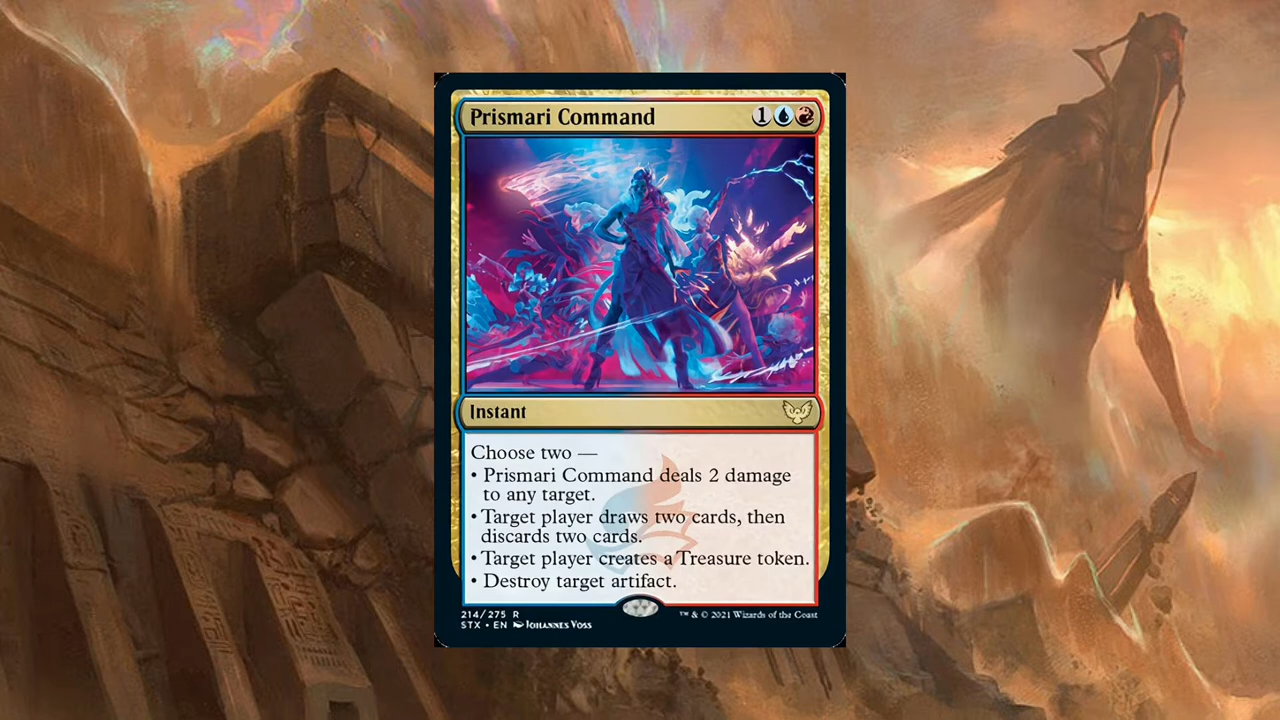 Prismari Command 1
Instant
Choose two —
• Prismari Command deals 2 damage
to any target.
• Target player draws two cards, then
discards two cards.
• Target player creates a Treasure token.
• Destroy target artifact.
214/275 R
™ & © 2021 Wizards of the Coast
STX • EN Johannes Voss